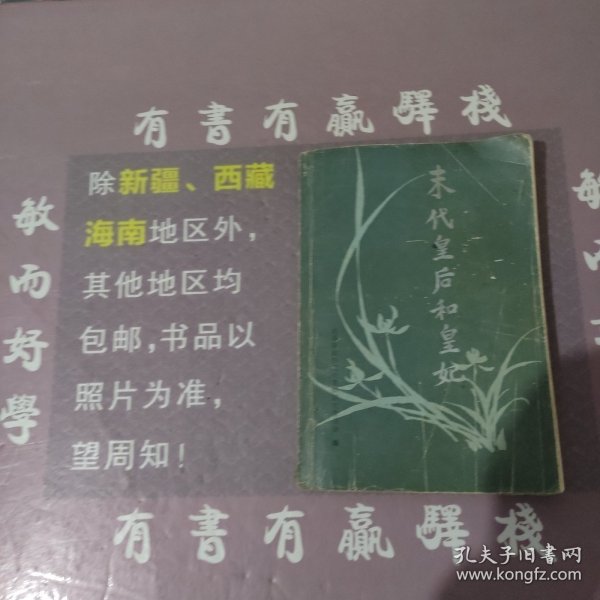 有書有贏驛棧
敏而好學
除新疆、西藏
海南地区外，
其他地区均
包邮，书品以
照片为准，
望周知！
末代皇后和皇妃
敏而
有書有贏驛棧
孔夫子旧书网
www.kongfz.com